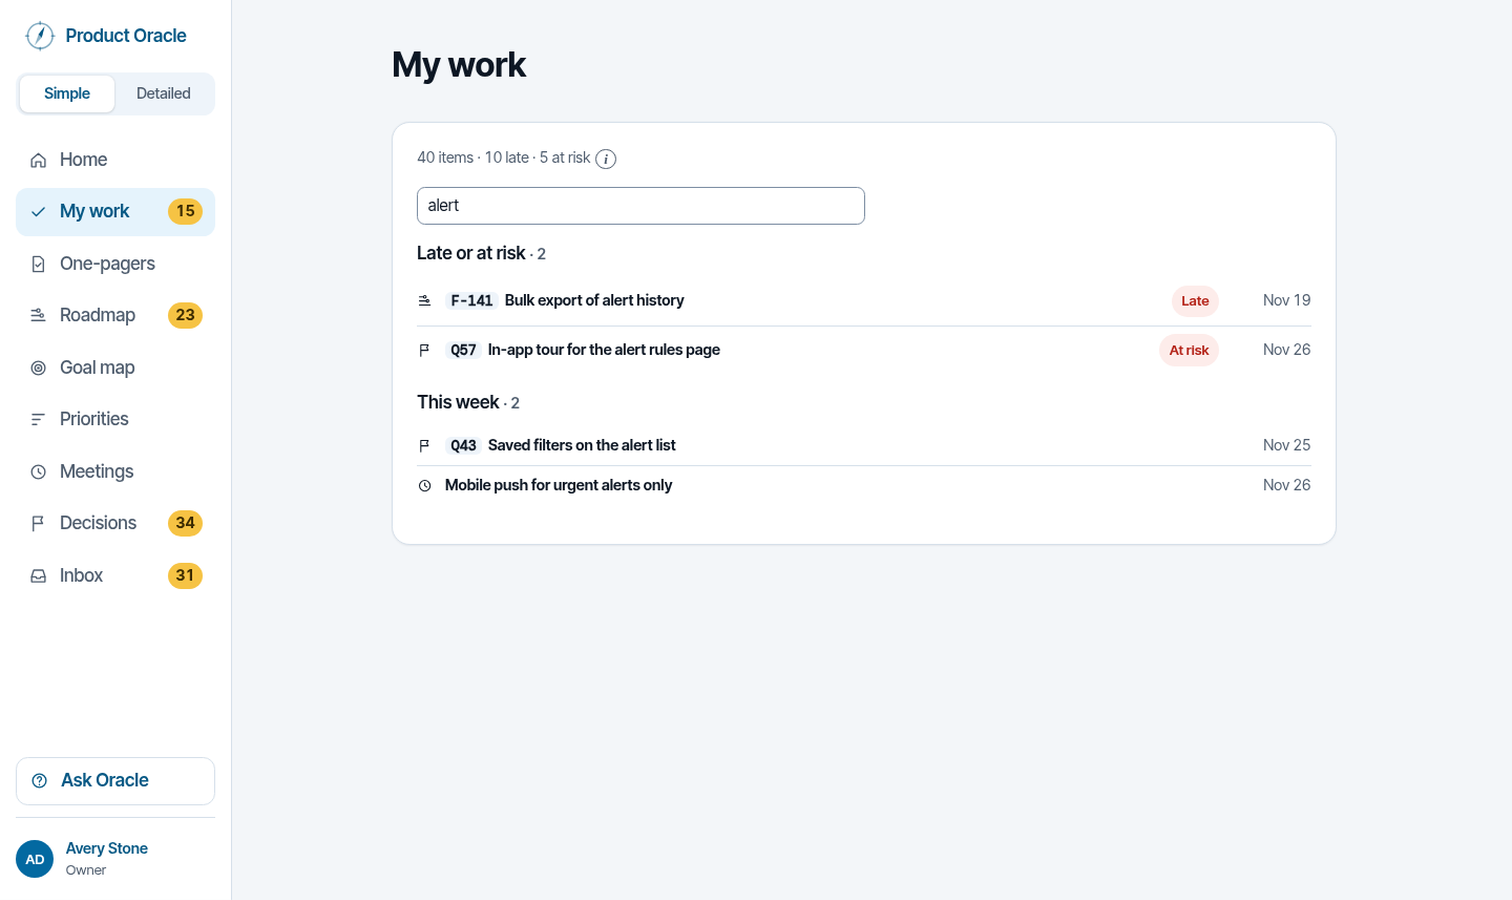 Product Oracle
Simple Detailed
Home
My work 15
One-pagers
Roadmap 23
Goal map
Priorities
Meetings
Decisions 34
Inbox 31
Ask Oracle
AD
Avery Stone
Owner
My work
40 items · 10 late · 5 at risk i
alert
Late or at risk · 2
F-141 Bulk export of alert history Late Nov 19
Q57 In-app tour for the alert rules page At risk Nov 26
This week · 2
Q43 Saved filters on the alert list Nov 25
Mobile push for urgent alerts only Nov 26